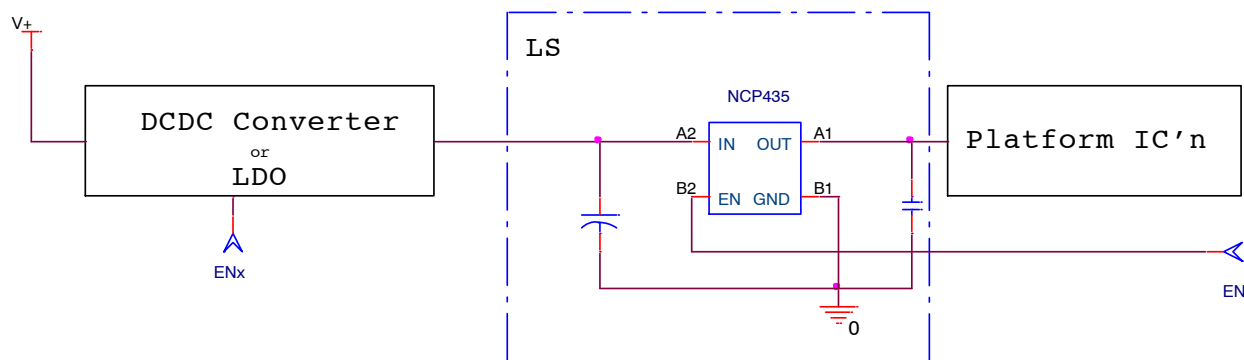 V+
LS
NCP435
DCDC Converter
or
LDO
A2
IN OUT
A1
Platform IC'n
B2
EN GND
B1
ENx
EN
0